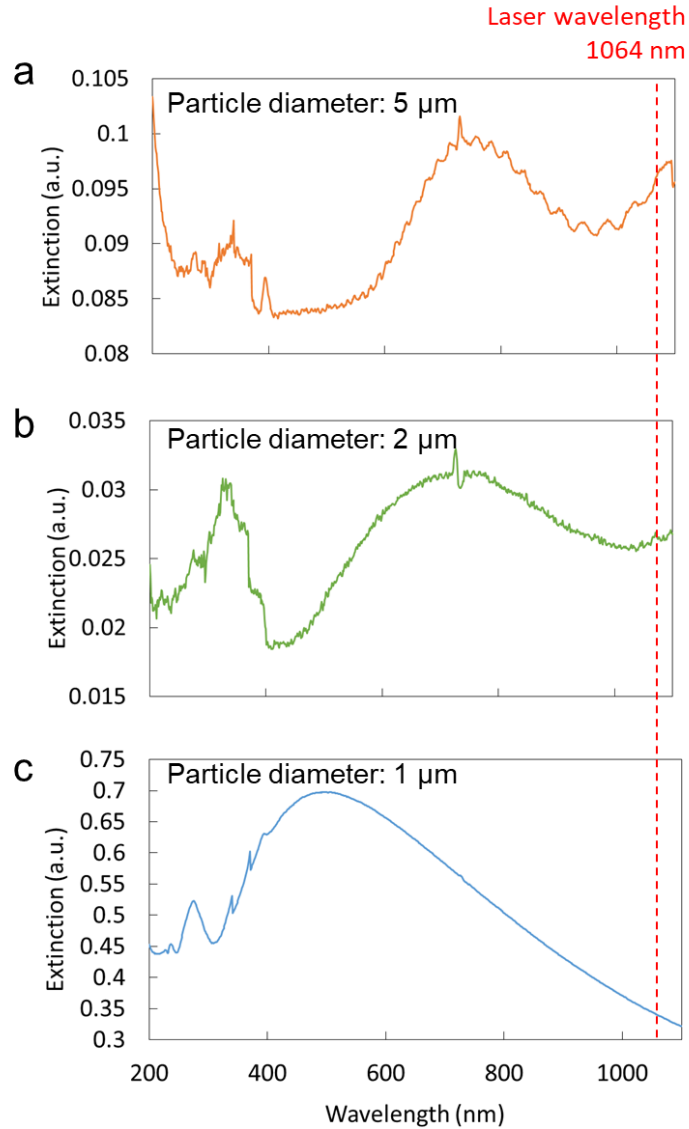 Laser wavelength
1064 nm
a
Particle diameter: 5 µm
0.105
0.1
0.095
0.09
0.085
0.08
Extinction (a.u.)
b
Particle diameter: 2 µm
0.035
0.03
0.025
0.02
0.015
Extinction (a.u.)
c
Particle diameter: 1 µm
0.75
0.7
0.65
0.6
0.55
0.5
0.45
0.4
0.35
0.3
Extinction (a.u.)
200 400 600 800 1000
Wavelength (nm)